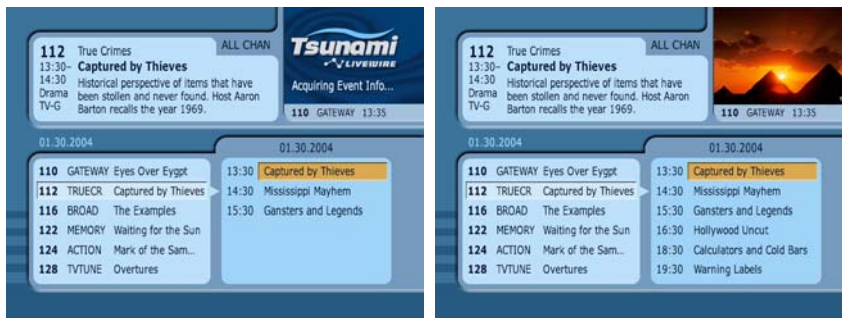 112 True Crimes ALL CHAN
13:30– Captured by Thieves
14:30 Historical perspective of items that have
Drama been stollen and never found. Host Aaron
TV-G Barton recalls the year 1969.
Tsunami
LIVEWIRE
Acquiring Event Info...
110 GATEWAY 13:35
01.30.2004
110 GATEWAY Eyes Over Eygpt
112 TRUECR Captured by Thieves
116 BROAD The Examples
122 MEMORY Waiting for the Sun
124 ACTION Mark of the Sam...
128 TVTUNE Overtures
01.30.2004
13:30 Captured by Thieves
14:30 Mississippi Mayhem
15:30 Gansters and Legends
112 True Crimes ALL CHAN
13:30– Captured by Thieves
14:30 Historical perspective of items that have
Drama been stollen and never found. Host Aaron
TV-G Barton recalls the year 1969.
110 GATEWAY 13:35
01.30.2004
110 GATEWAY Eyes Over Eygpt
112 TRUECR Captured by Thieves
116 BROAD The Examples
122 MEMORY Waiting for the Sun
124 ACTION Mark of the Sam...
128 TVTUNE Overtures
01.30.2004
13:30 Captured by Thieves
14:30 Mississippi Mayhem
15:30 Gansters and Legends
16:30 Hollywood Uncut
18:30 Calculators and Cold Bars
19:30 Warning Labels